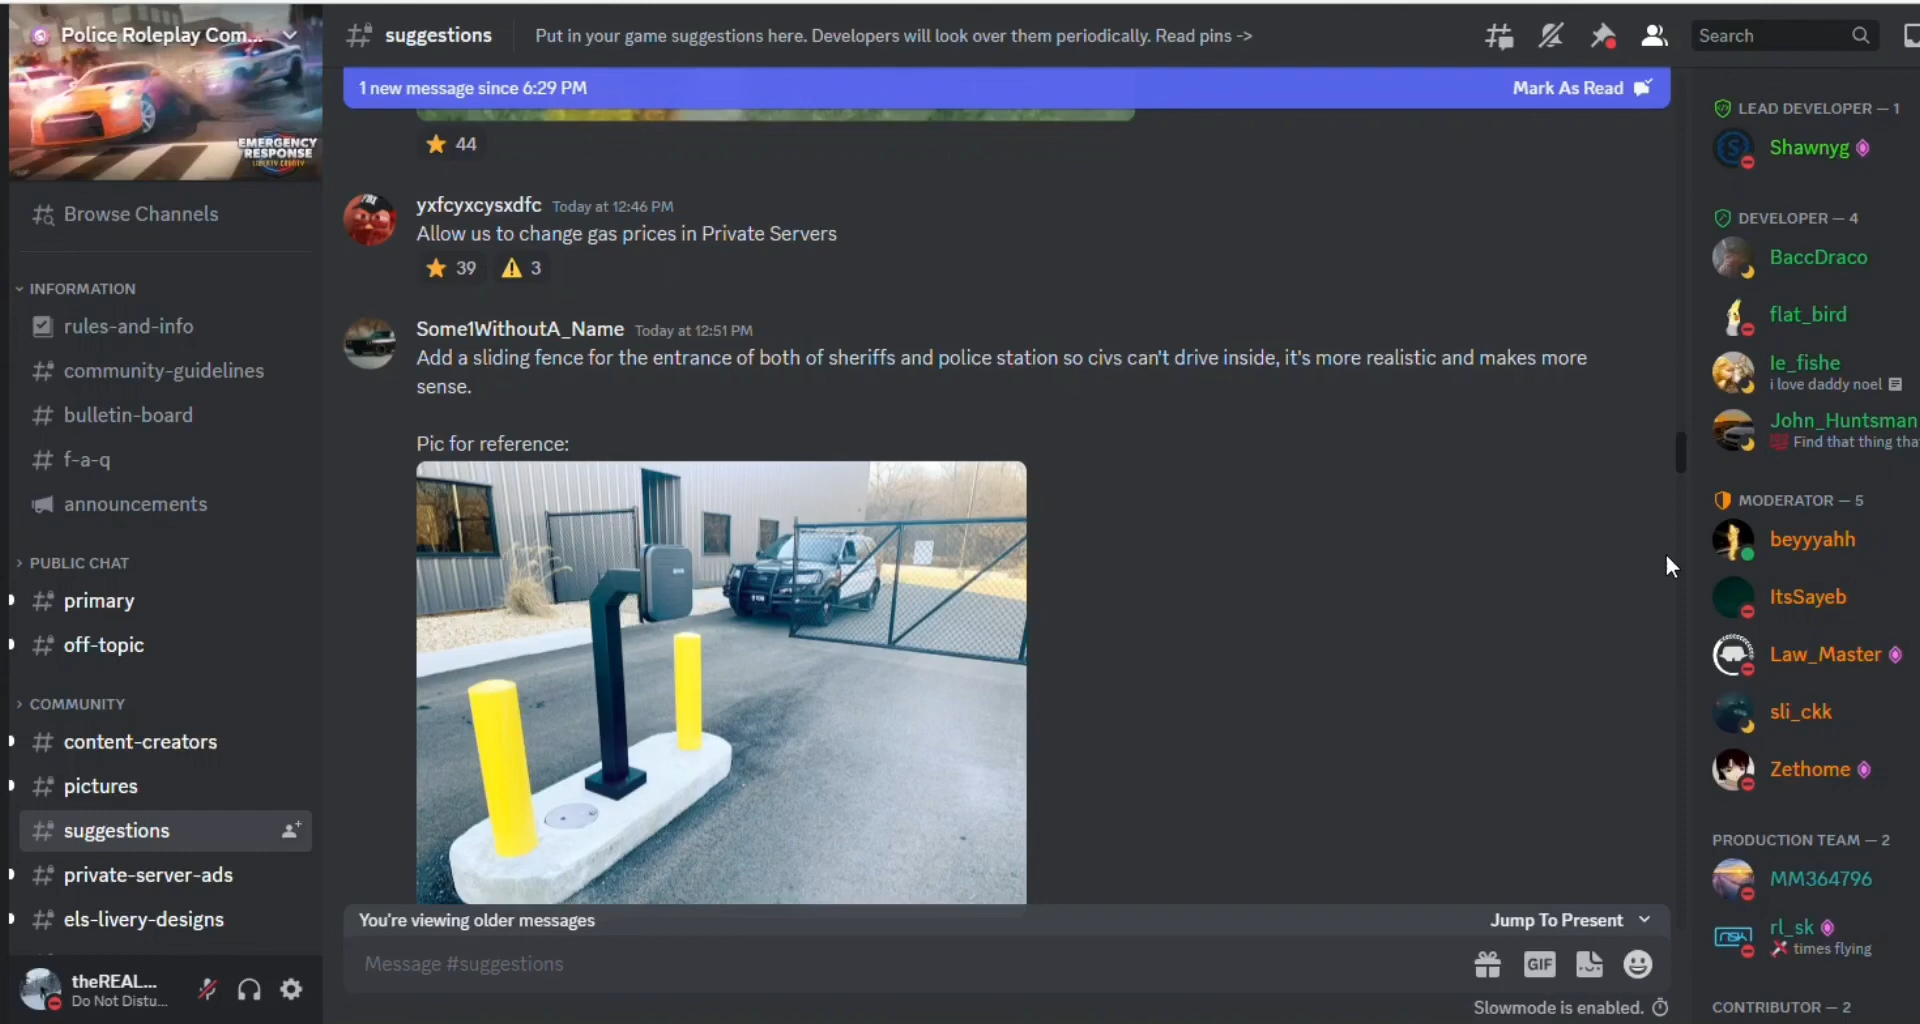 Police Roleplay Com...
EMERGENCY
RESPONSE
LIBERTY COUNTY
Browse Channels
INFORMATION
rules-and-info
community-guidelines
bulletin-board
f-a-q
announcements
PUBLIC CHAT
primary
off-topic
COMMUNITY
content-creators
pictures
suggestions
private-server-ads
els-livery-designs
theREAL...
Do Not Distu...
suggestions
Put in your game suggestions here. Developers will look over them periodically. Read pins ->
Search
1 new message since 6:29 PM
Mark As Read
44
yxfcyxcysxdfc Today at 12:46 PM
Allow us to change gas prices in Private Servers
39 3
Some1WithoutA_Name Today at 12:51 PM
Add a sliding fence for the entrance of both of sheriffs and police station so civs can't drive inside, it's more realistic and makes more
sense.
Pic for reference:
You're viewing older messages
Jump To Present
Message #suggestions
GIF
Slowmode is enabled.
LEAD DEVELOPER — 1
Shawnyg
DEVELOPER — 4
BaccDraco
flat_bird
le_fishe
i love daddy noel
John_Huntsman
Find that thing tha
MODERATOR — 5
beyyyahh
ItsSayeb
Law_Master
sli_ckk
Zethome
PRODUCTION TEAM — 2
MM364796
rl_sk
times flying
CONTRIBUTOR — 2